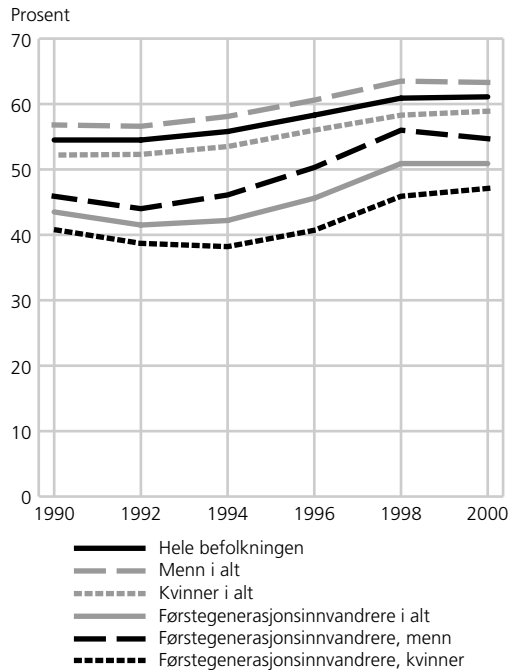 Prosent
70
60
50
40
30
20
10
0
1990 1992 1994 1996 1998 2000
Hele befolkningen
Menn i alt
Kvinner i alt
Førstegenerasjonsinnvandrere i alt
Førstegenerasjonsinnvandrere, menn
Førstegenerasjonsinnvandrere, kvinner